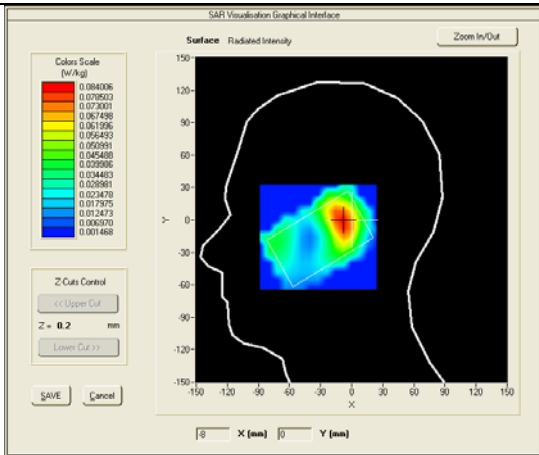 SAR Visualisation Graphical Interface
Surface Radiated Intensity
Zoom In/Out
Colors Scale
(W/kg)
0.084006
0.078503
0.073001
0.067498
0.061996
0.056493
0.050991
0.045488
0.039986
0.034483
0.028981
0.023478
0.017975
0.012473
0.006970
0.001468
Z Cuts Control
<< Upper Cut
Z = 0.2 mm
Lower Cut >>
SAVE Cancel
150
120
90
60
30
0
-30
-60
-90
-120
-150
Y
-150 -120 -90 -60 -30 0 30 60 90 120 150
X
-8 X (mm) 0 Y (mm)